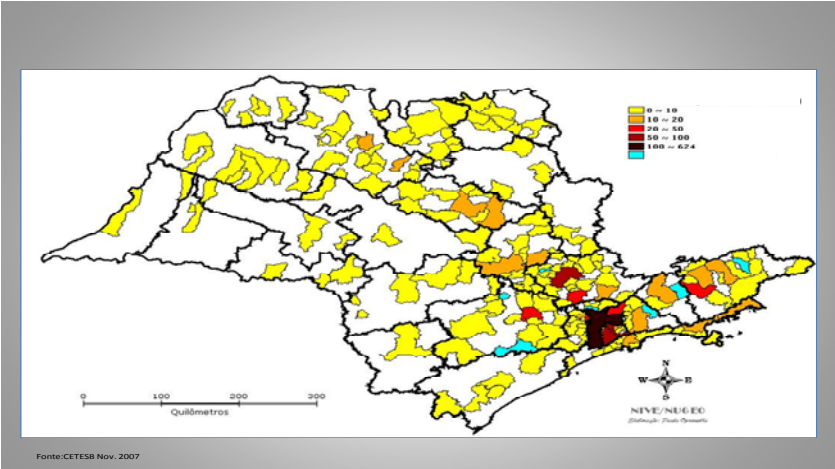 0 ~ 10
10 ~ 20
20 ~ 50
50 ~ 100
100 ~ 624
N
W E
S
0 100 200 300
Quilômetros
NIVE/NUGEO
Fonte:CETESB Nov. 2007